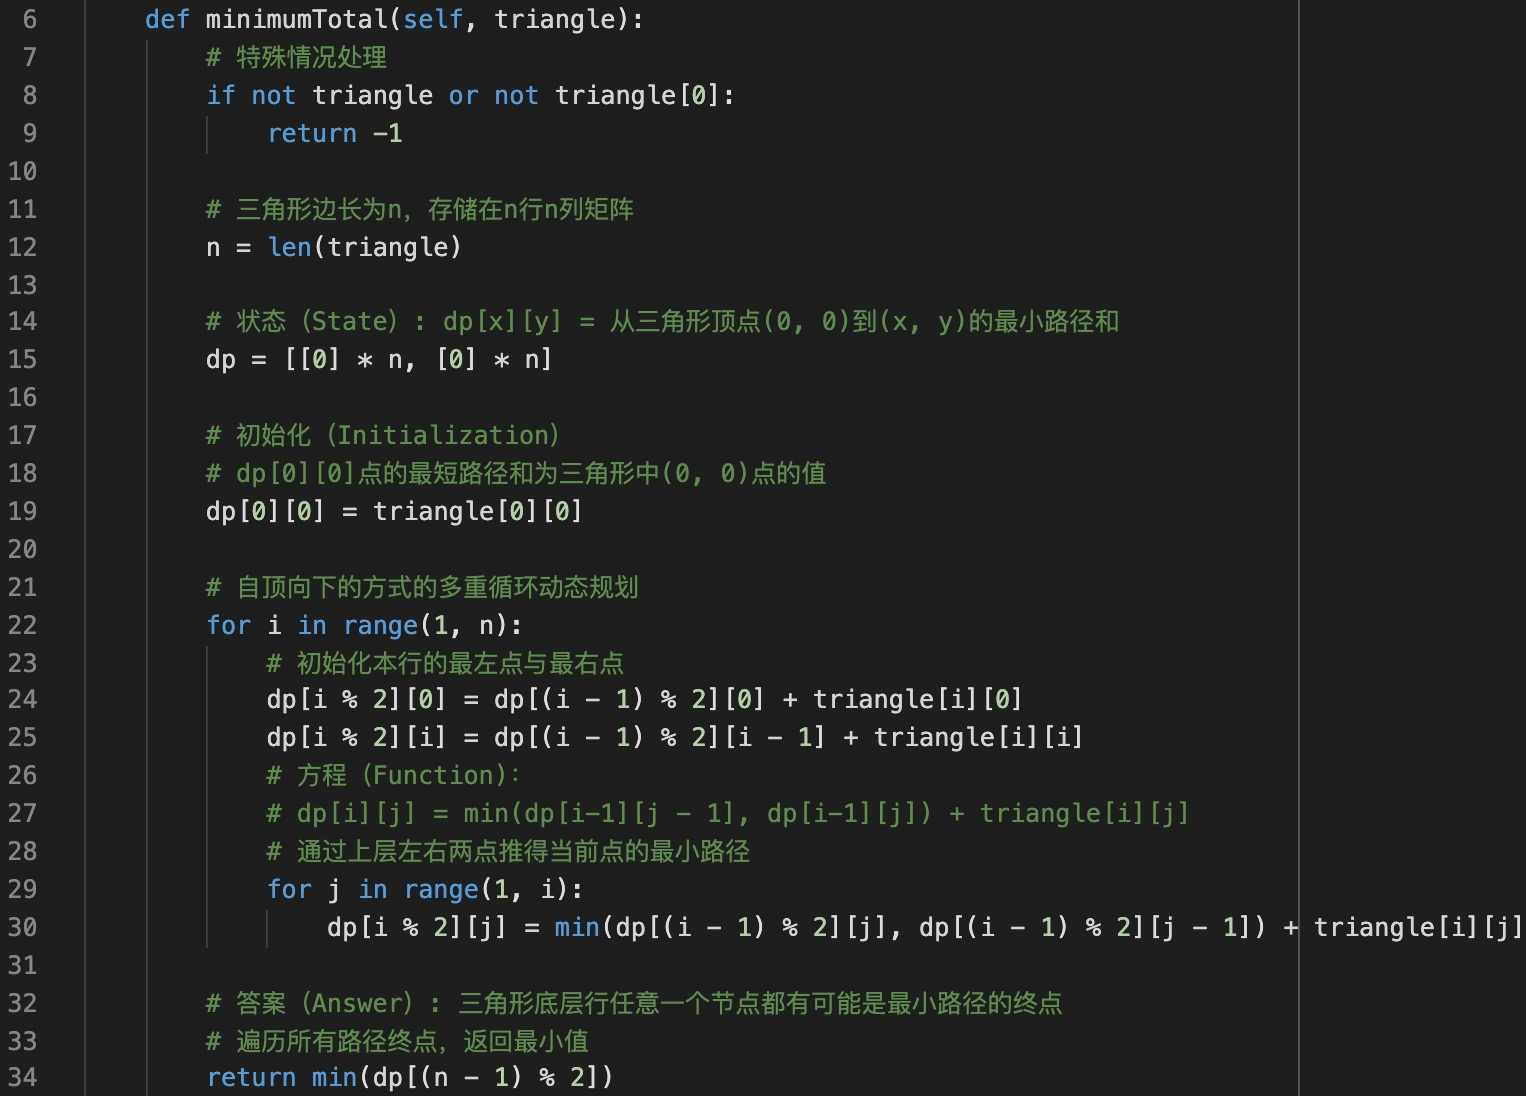 6 def minimumTotal(self, triangle):
7 # 特殊情况处理
8 if not triangle or not triangle[0]:
9 return -1
10
11 # 三角形边长为n，存储在n行n列矩阵
12 n = len(triangle)
13
14 # 状态（State）: dp[x][y] = 从三角形顶点(0, 0)到(x, y)的最小路径和
15 dp = [[0] * n, [0] * n]
16
17 # 初始化（Initialization）
18 # dp[0][0]点的最短路径和为三角形中(0, 0)点的值
19 dp[0][0] = triangle[0][0]
20
21 # 自顶向下的方式的多重循环动态规划
22 for i in range(1, n):
23 # 初始化本行的最左点与最右点
24 dp[i % 2][0] = dp[(i - 1) % 2][0] + triangle[i][0]
25 dp[i % 2][i] = dp[(i - 1) % 2][i - 1] + triangle[i][i]
26 # 方程（Function）:
27 # dp[i][j] = min(dp[i-1][j - 1], dp[i-1][j]) + triangle[i][j]
28 # 通过上层左右两点推得当前点的最小路径
29 for j in range(1, i):
30 dp[i % 2][j] = min(dp[(i - 1) % 2][j], dp[(i - 1) % 2][j - 1]) + triangle[i][j]
31
32 # 答案（Answer）: 三角形底层行任意一个节点都有可能是最小路径的终点
33 # 遍历所有路径终点，返回最小值
34 return min(dp[(n - 1) % 2])